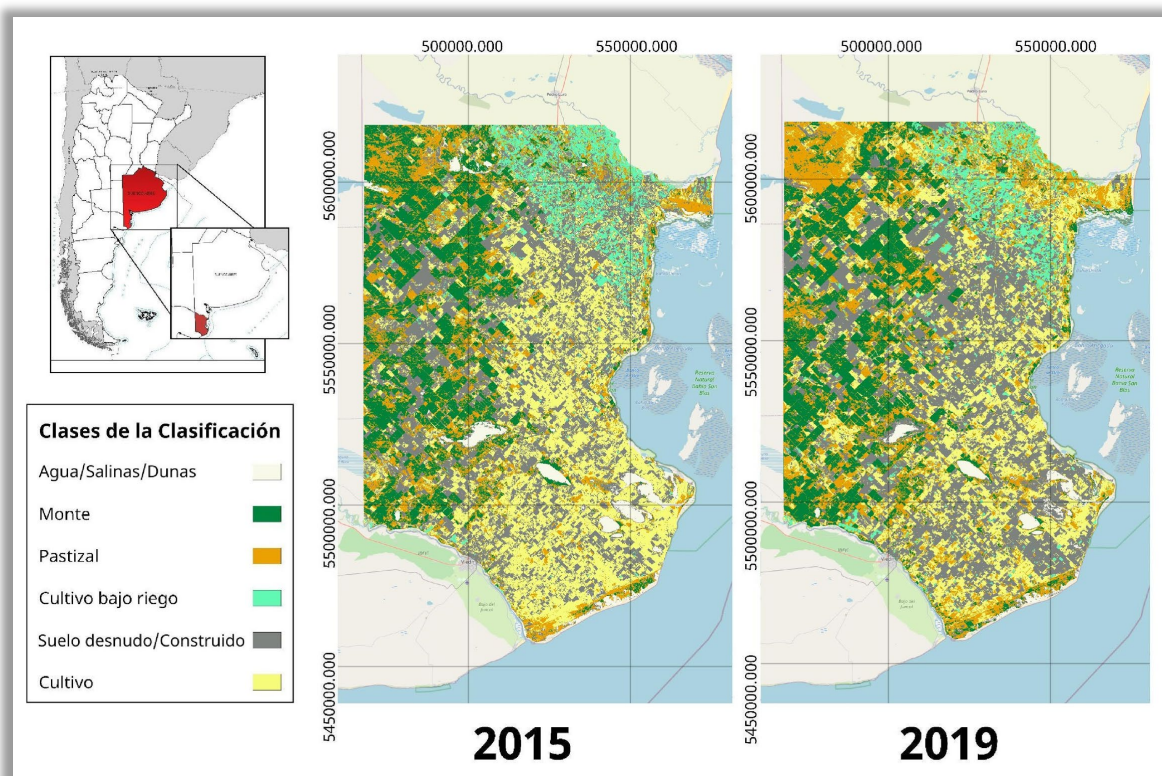 500000.000
550000.000
500000.000
550000.000
5600000.000
5550000.000
5500000.000
5450000.000
5600000.000
5550000.000
5500000.000
5450000.000
Reserva
Natural
Bahía San
Blas
Reserva
Natural
Bahía San
Blas
Clases de la Clasificación
Agua/Salinas/Dunas
Monte
Pastizal
Cultivo bajo riego
Suelo desnudo/Construido
Cultivo
2015
2019